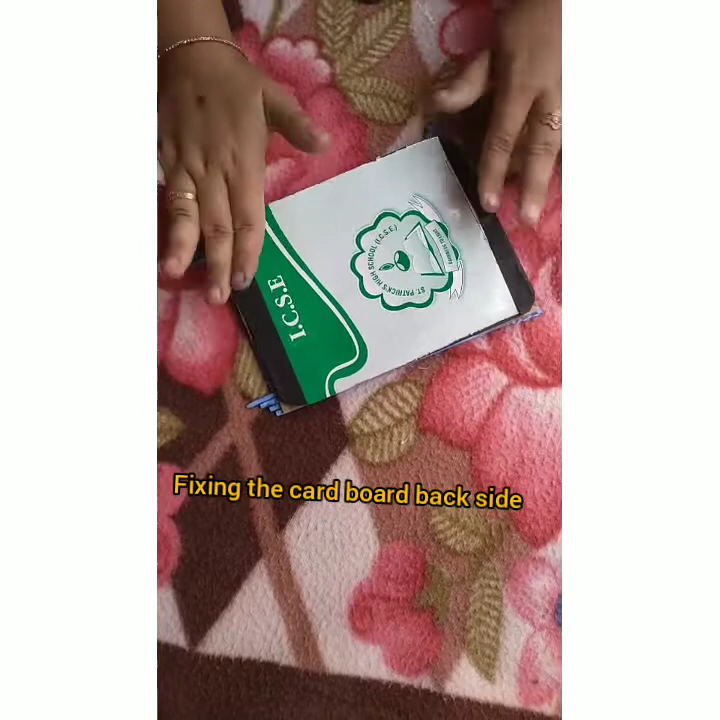 I.C.S.E
ST. PATRICK'S HIGH SCHOOL (I.C.S.E.)
Fixing the card board back side